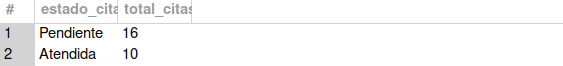 # estado_cita total_citas
1 Pendiente 16
2 Atendida 10